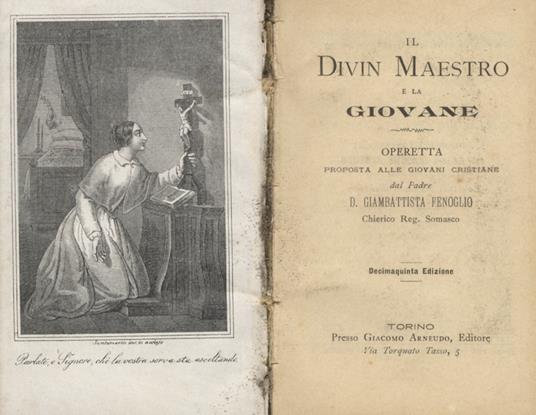 Parlate, o Signore, chè la vostra serva sta ascoltando.
IL
DIVIN MAESTRO
E LA
GIOVANE
OPERETTA
PROPOSTA ALLE GIOVANI CRISTIANE
dal Padre
D. GIAMBATTISTA FENOGLIO
Chierico Reg. Somasco
Decimaquinta Edizione
TORINO
Presso GIACOMO ARNEUDO, Editore
Via Torquato Tasso, 5